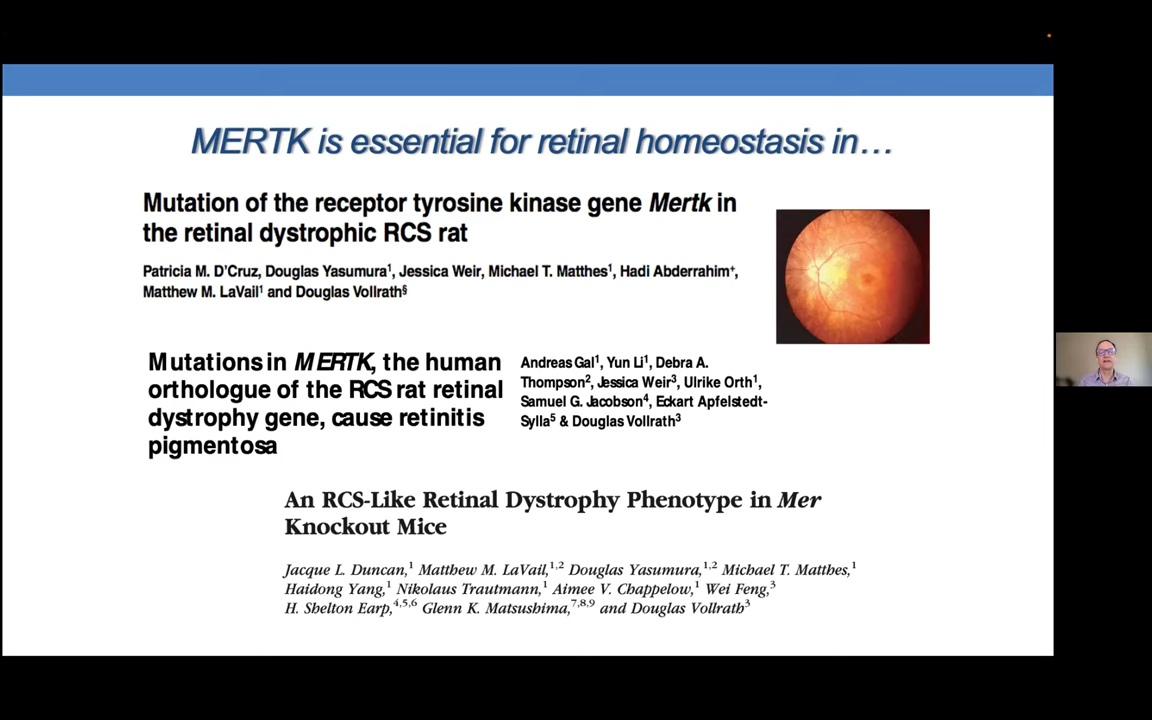 MERTK is essential for retinal homeostasis in…
Mutation of the receptor tyrosine kinase gene Mertk in
the retinal dystrophic RCS rat
Patricia M. D'Cruz, Douglas Yasumura¹, Jessica Weir, Michael T. Matthes¹, Hadi Abderrahim⁺,
Matthew M. LaVail¹ and Douglas Vollrath§
Mutations in MERTK, the human
orthologue of the RCS rat retinal
dystrophy gene, cause retinitis
pigmentosa
Andreas Gal¹, Yun Li¹, Debra A.
Thompson², Jessica Weir³, Ulrike Orth¹,
Samuel G. Jacobson⁴, Eckart Apfelstedt-
Sylla⁵ & Douglas Vollrath³
An RCS-Like Retinal Dystrophy Phenotype in Mer
Knockout Mice
Jacque L. Duncan,¹ Matthew M. LaVail,¹,² Douglas Yasumura,¹,² Michael T. Matthes,¹
Haidong Yang,¹ Nikolaus Trautmann,¹ Aimee V. Chappelow,¹ Wei Feng,³
H. Shelton Earp,⁴,⁵,⁶ Glenn K. Matsushima,⁷,⁸,⁹ and Douglas Vollrath³